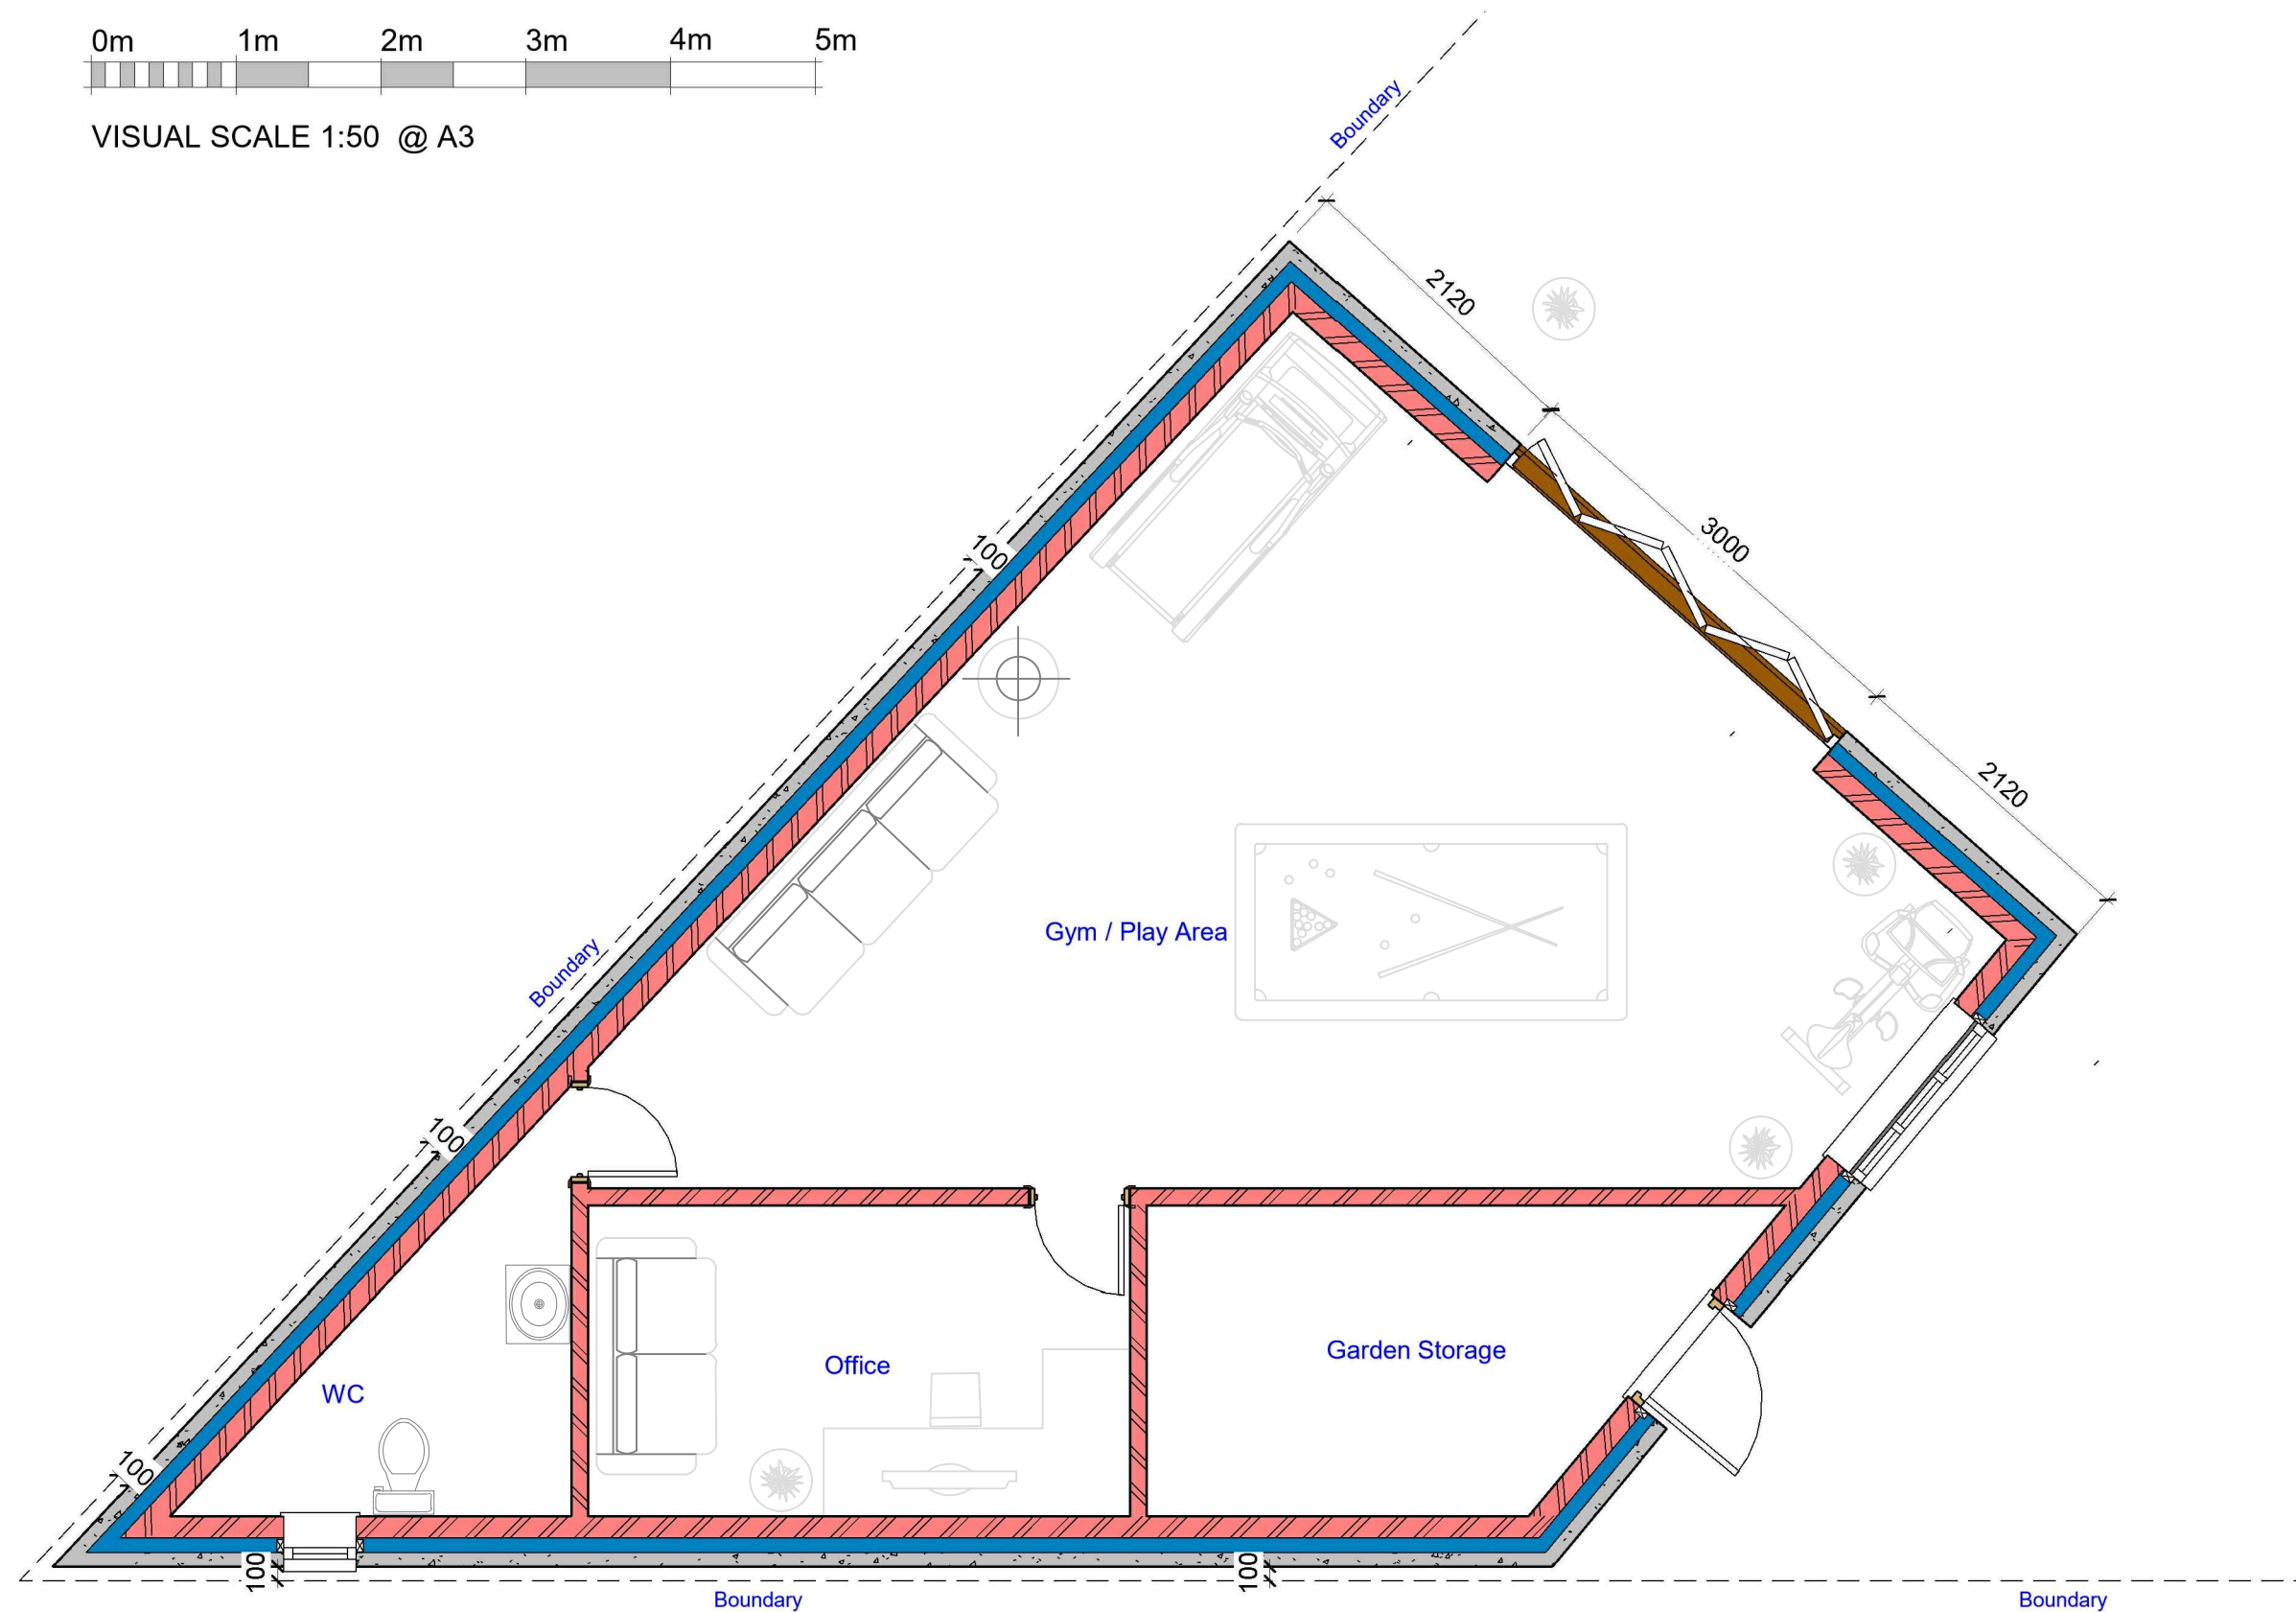 0m 1m 2m 3m 4m 5m
VISUAL SCALE 1:50 @ A3
Boundary
2120
3000
100
2120
Gym / Play Area
Boundary
100
Garden Storage
Office
WC
100
100
100
Boundary
Boundary